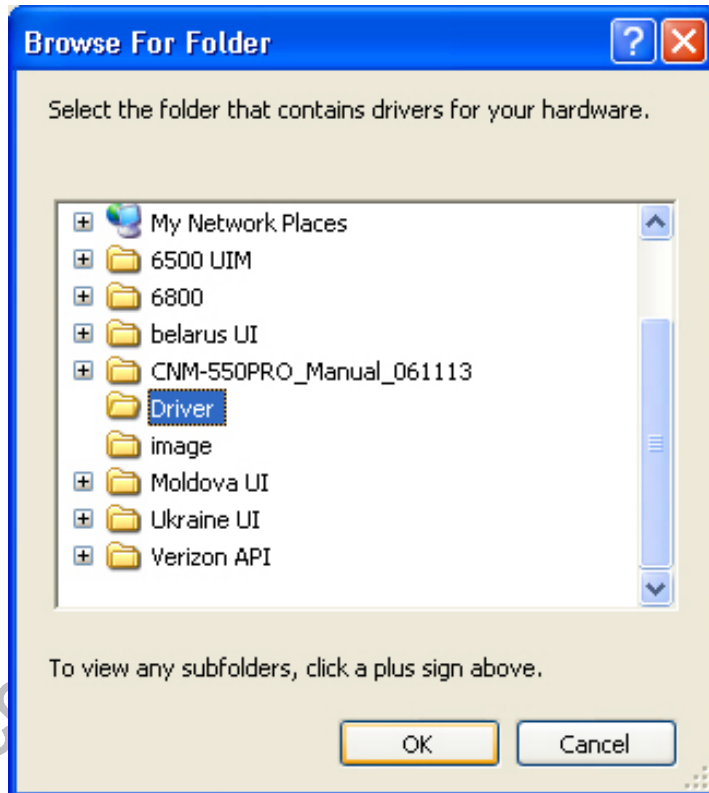 Browse For Folder
Select the folder that contains drivers for your hardware.
My Network Places
6500 UIM
6800
belarus UI
CNM-550PRO_Manual_061113
Driver
image
Moldova UI
Ukraine UI
Verizon API
To view any subfolders, click a plus sign above.
OK Cancel